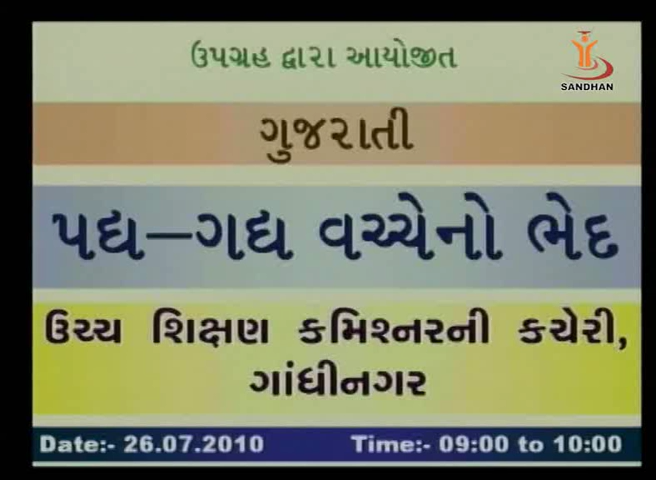 ઉપગ્રહ દ્વારા આયોજીત
SANDHAN
ગુજરાતી
પદ્ય–ગદ્ય વચ્ચેનો ભેદ
ઉચ્ચ શિક્ષણ કમિશ્નરની કચેરી,
ગાંધીનગર
Date:- 26.07.2010 Time:- 09:00 to 10:00